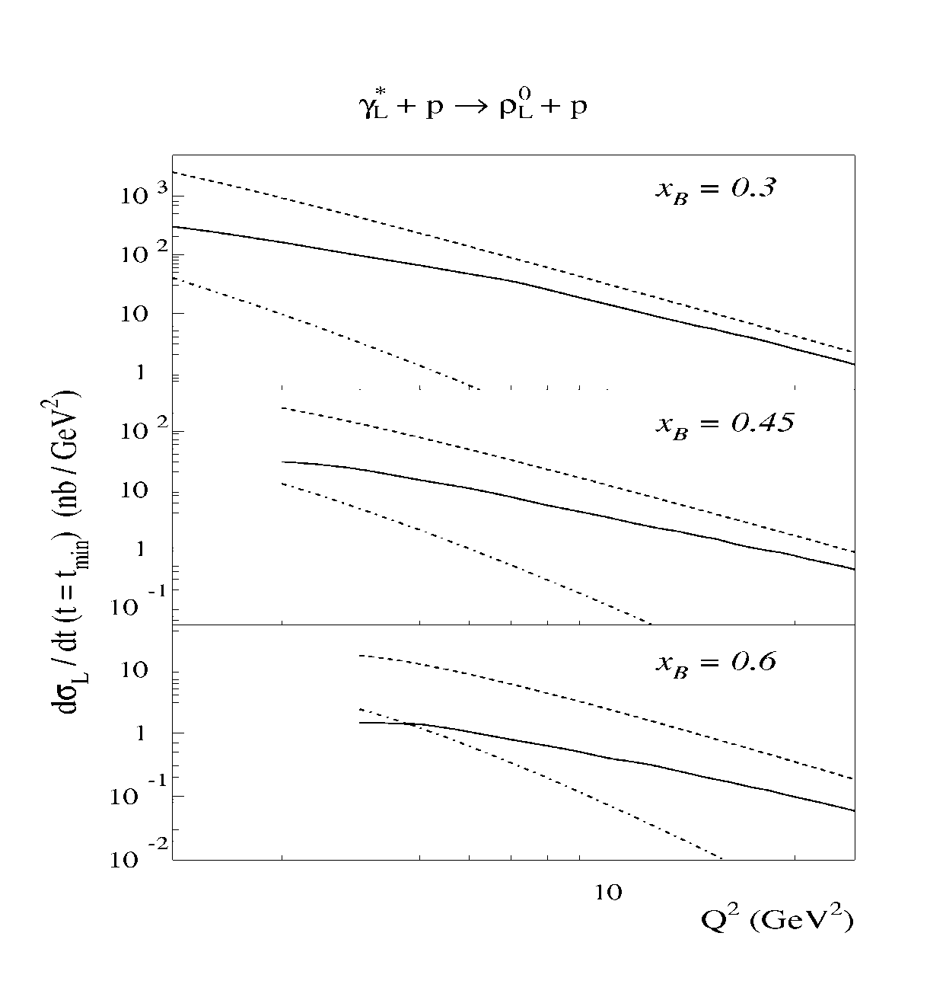 γ*L + p → ρ0L + p
xB = 0.3
10 3
10 2
10
1
xB = 0.45
10 2
10
1
10 -1
xB = 0.6
10
1
10 -1
10 -2
dσL / dt (t = tmin) (nb / GeV2)
10
Q2 (GeV2)